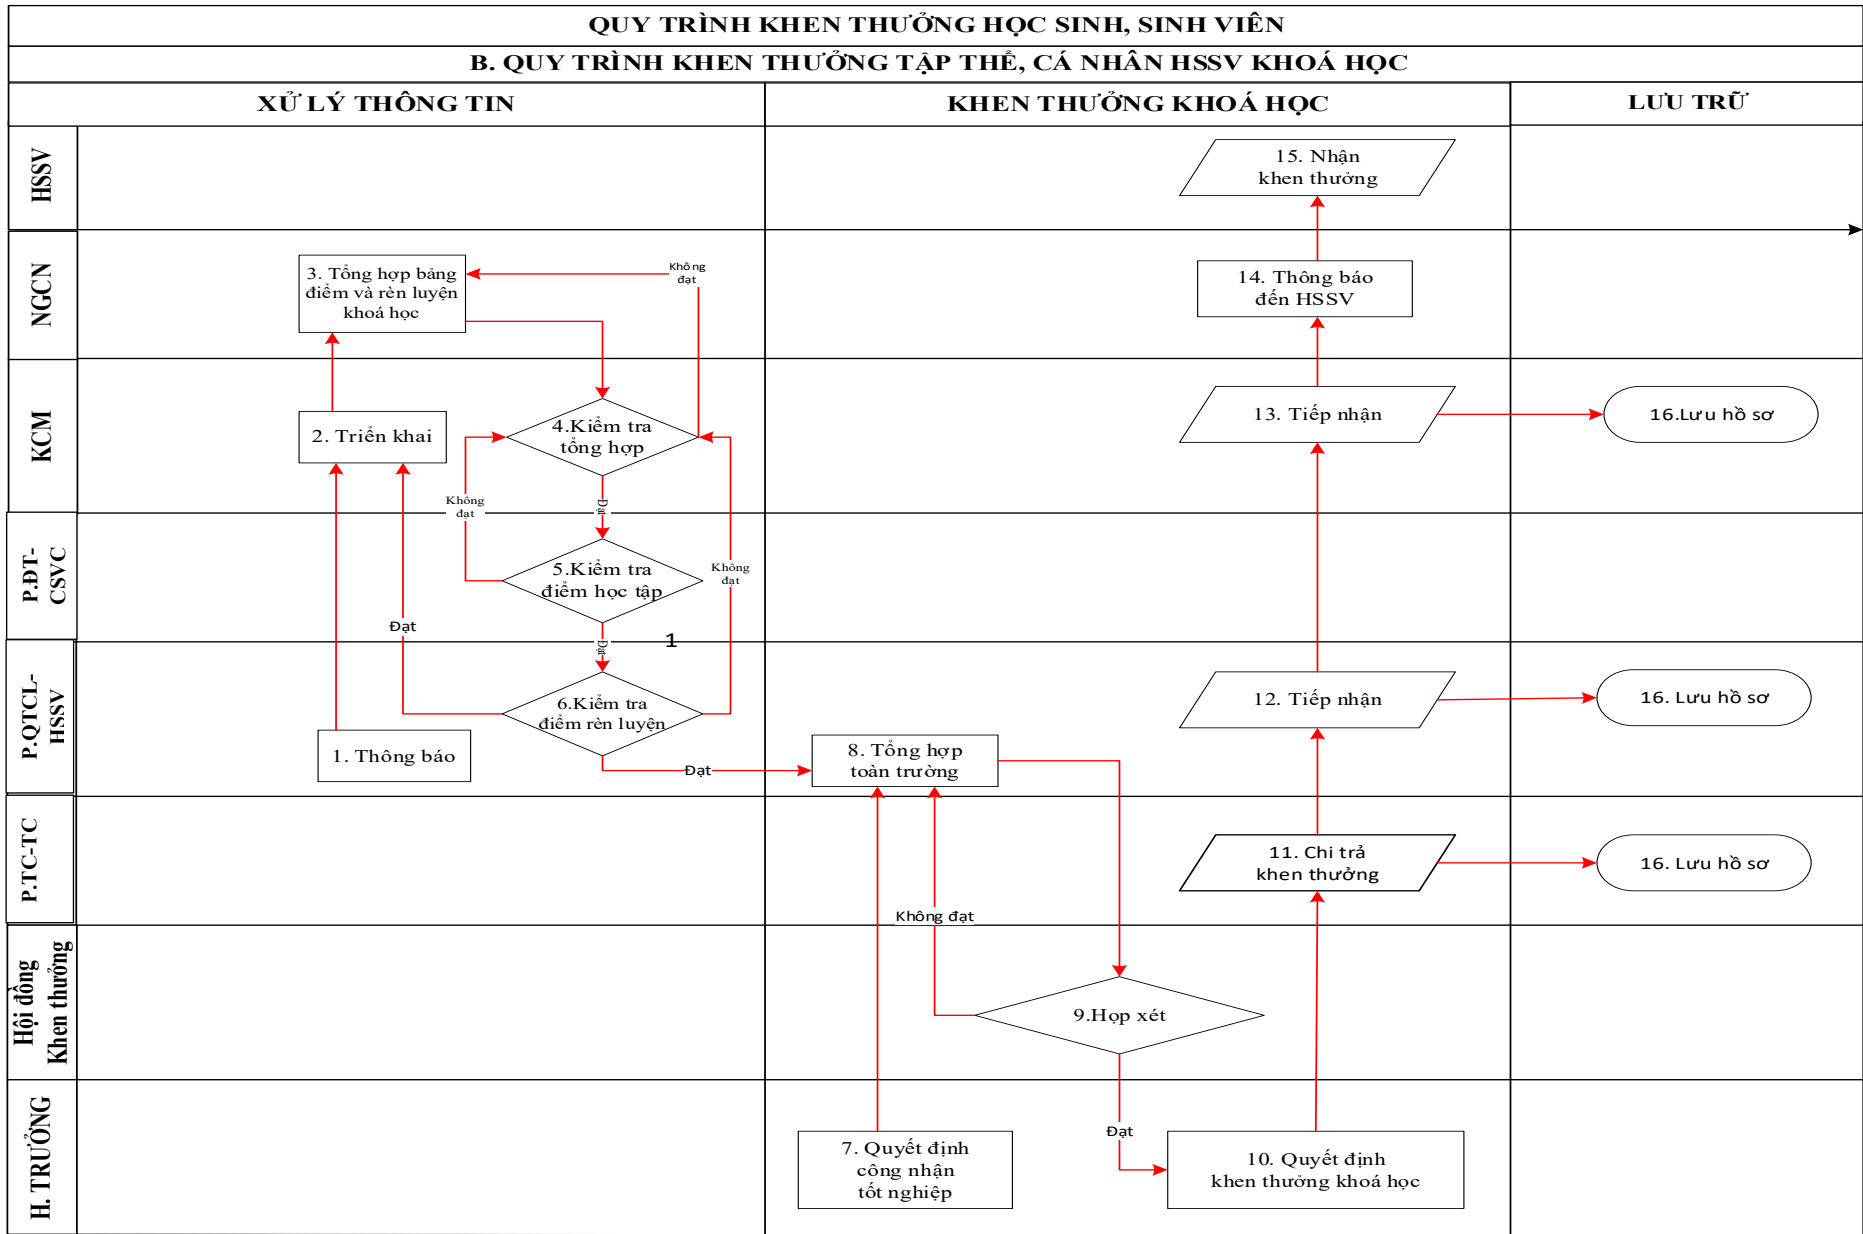 QUY TRÌNH KHEN THƯỞNG HỌC SINH, SINH VIÊN
B. QUY TRÌNH KHEN THƯỞNG TẬP THỂ, CÁ NHÂN HSSV KHOÁ HỌC
XỬ LÝ THÔNG TIN
KHEN THƯỞNG KHOÁ HỌC
LƯU TRỮ
HSSV
15. Nhận
khen thưởng
NGCN
3. Tổng hợp bảng
điểm và rèn luyện
khoá học
Không
đạt
14. Thông báo
đến HSSV
KCM
2. Triển khai
4.Kiểm tra
tổng hợp
Không
đạt
Đạt
13. Tiếp nhận
16.Lưu hồ sơ
P.ĐT-
CSVC
5.Kiểm tra
điểm học tập
Không
đạt
Đạt
Đạt
1
P.QTCL-
HSSV
6.Kiểm tra
điểm rèn luyện
1. Thông báo
Đạt
8. Tổng hợp
toàn trường
12. Tiếp nhận
16. Lưu hồ sơ
P.TC-TC
11. Chi trả
khen thưởng
16. Lưu hồ sơ
Không đạt
Hội đồng
Khen thưởng
9.Họp xét
H. TRƯỞNG
7. Quyết định
công nhận
tốt nghiệp
Đạt
10. Quyết định
khen thưởng khoá học